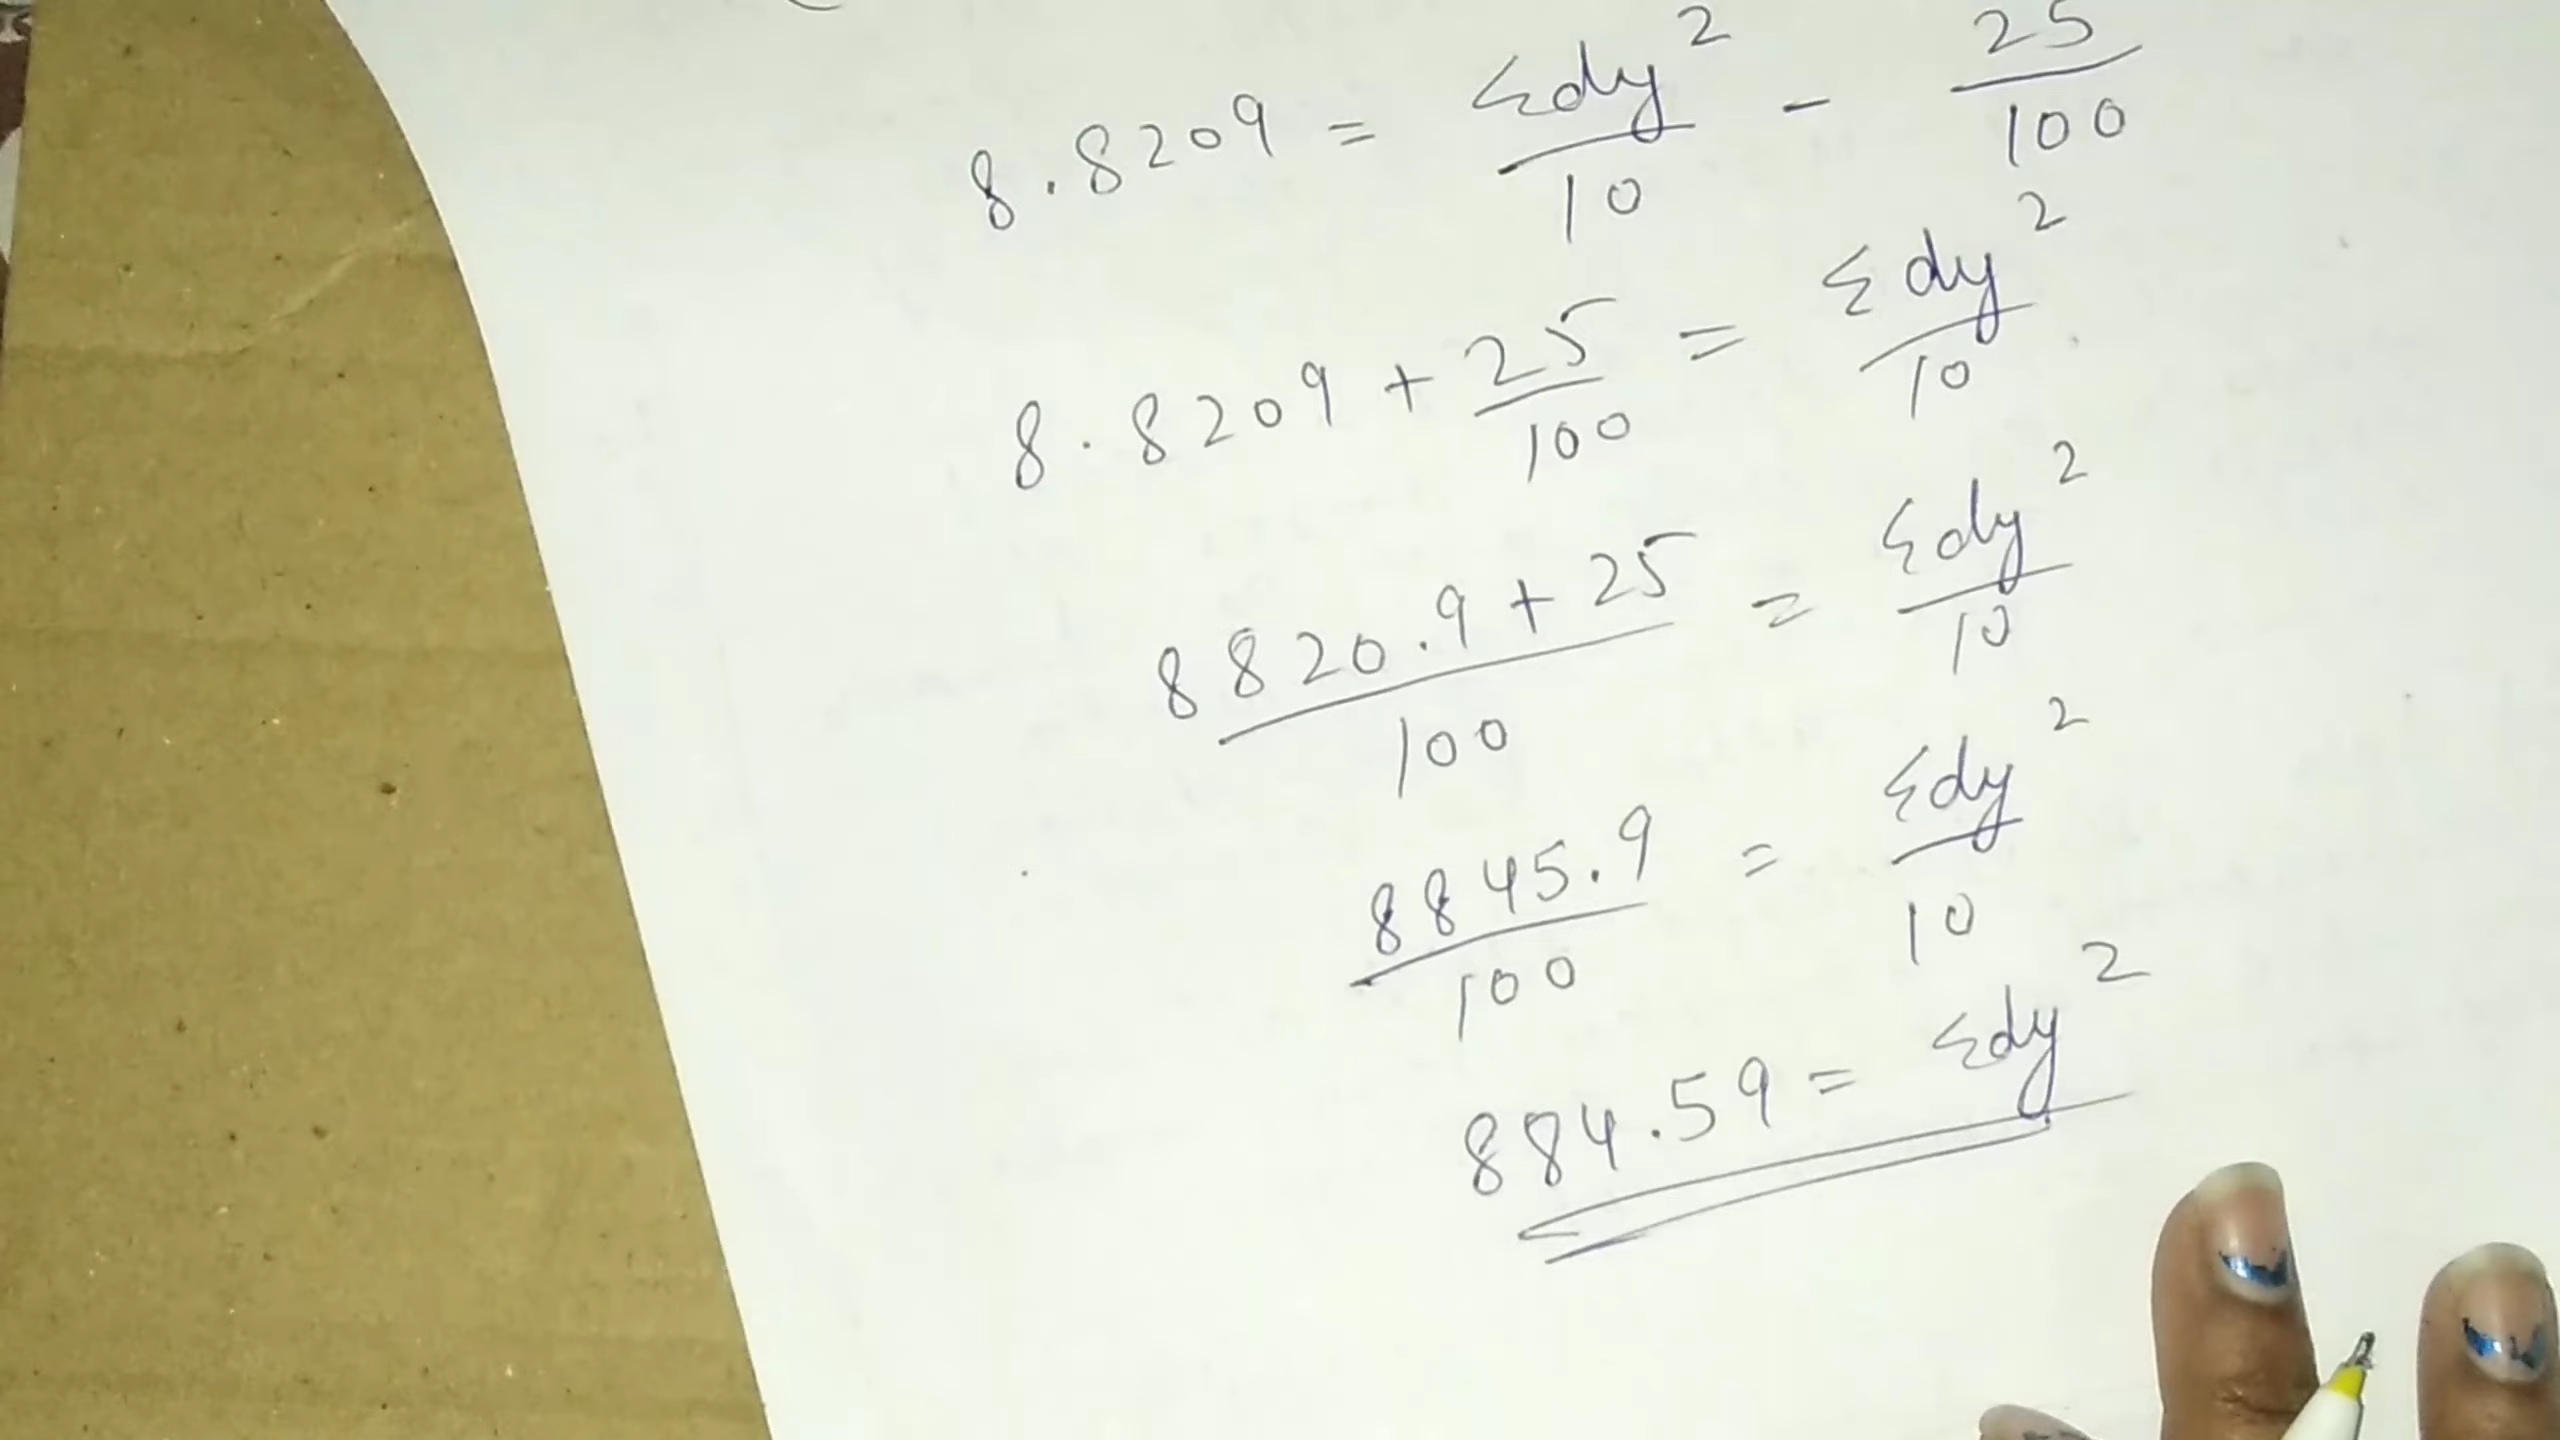 8.8209 = Σdy²/10 - 25/100
8.8209 + 25/100 = Σdy²/10
8820.9 + 25/100 = Σdy²/10
8845.9/100 = Σdy²/10
884.59 = Σdy²